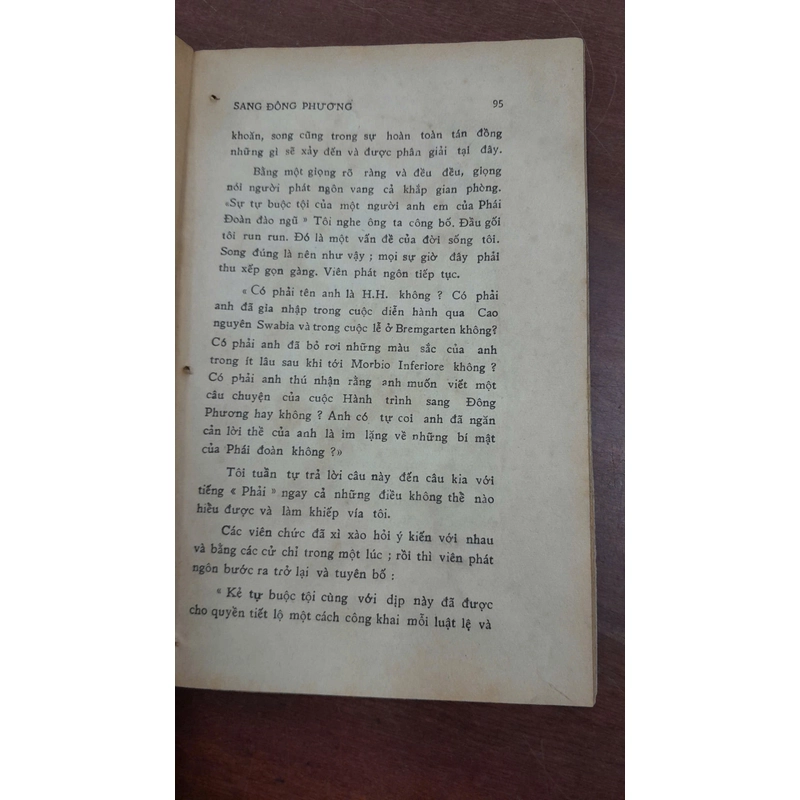 SANG ĐÔNG PHƯƠNG 95
khoăn, song cũng trong sự hoàn toàn tán đồng
những gì sẽ xảy đến và được phân giải tại đây.
Bằng một giọng rõ ràng và đều đều, giọng
nói người phát ngôn vang cả khắp gian phòng.
«Sự tự buộc tội của một người anh em của Phái
Đoàn đào ngũ » Tôi nghe ông ta công bố. Đầu gối
tôi run run. Đó là một vấn đề của đời sống tôi.
Song đúng là nên như vậy ; mọi sự giờ đây phải
thu xếp gọn gàng. Viên phát ngôn tiếp tục.
« Có phải tên anh là H.H. không ? Có phải
anh đã gia nhập trong cuộc diễn hành qua Cao
nguyên Swabia và trong cuộc lễ ở Bremgarten không?
Có phải anh đã bỏ rơi những màu sắc của anh
trong ít lâu sau khi tới Morbio Inferiore không ?
Có phải anh thú nhận rằng anh muốn viết một
câu chuyện của cuộc Hành trình sang Đông
Phương hay không ? Anh có tự coi anh đã ngăn
cản lời thề của anh là im lặng về những bí mật
của Phái đoàn không ?»
Tôi tuần tự trả lời câu này đến câu kia với
tiếng « Phải » ngay cả những điều không thể nào
hiểu được và làm khiếp vía tôi.
Các viên chức đã xì xào hỏi ý kiến với nhau
và bằng các cử chỉ trong một lúc ; rồi thì viên phát
ngôn bước ra trở lại và tuyên bố :
« Kẻ tự buộc tội cùng với dịp này đã được
cho quyền tiết lộ một cách công khai mỗi luật lệ và